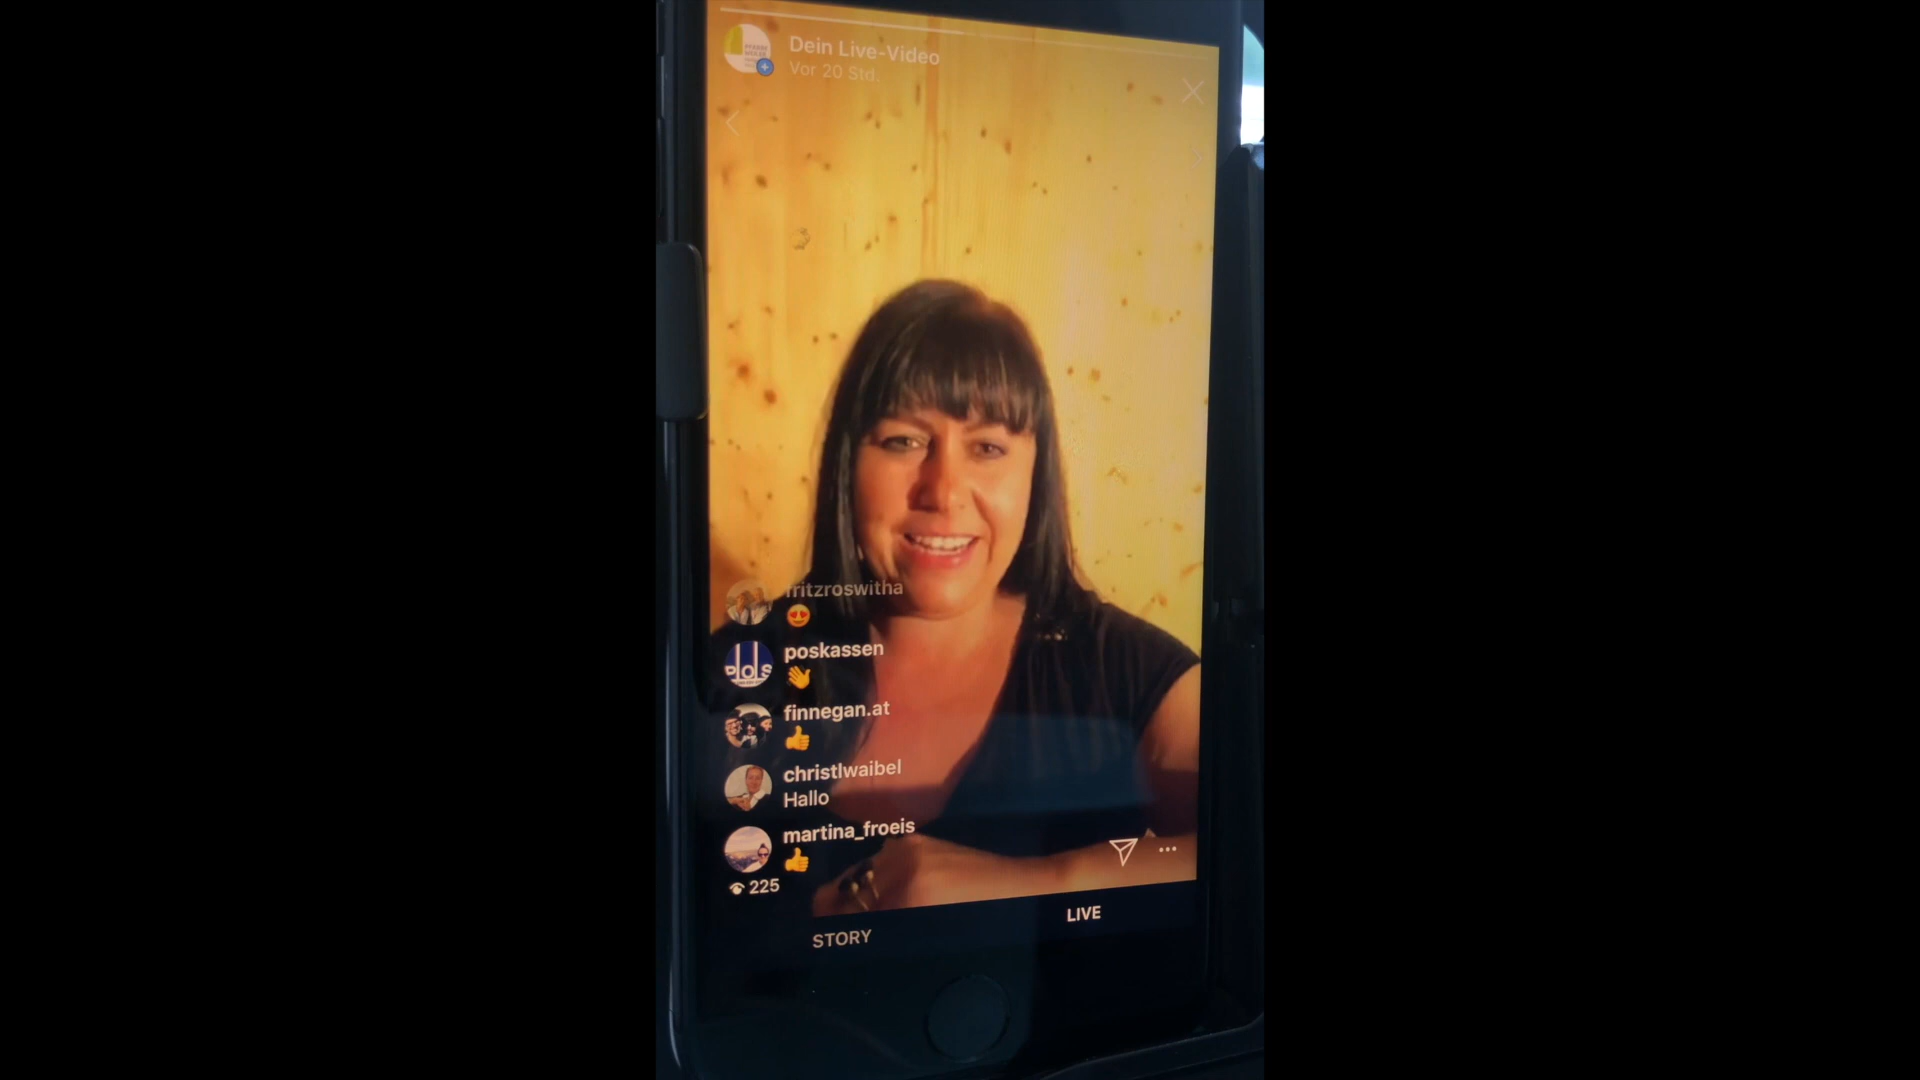 Dein Live-Video
Vor 20 Std.
fritzroswitha
poskassen
finnegan.at
christlwaibel
Hallo
martina_froeis
225
LIVE
STORY